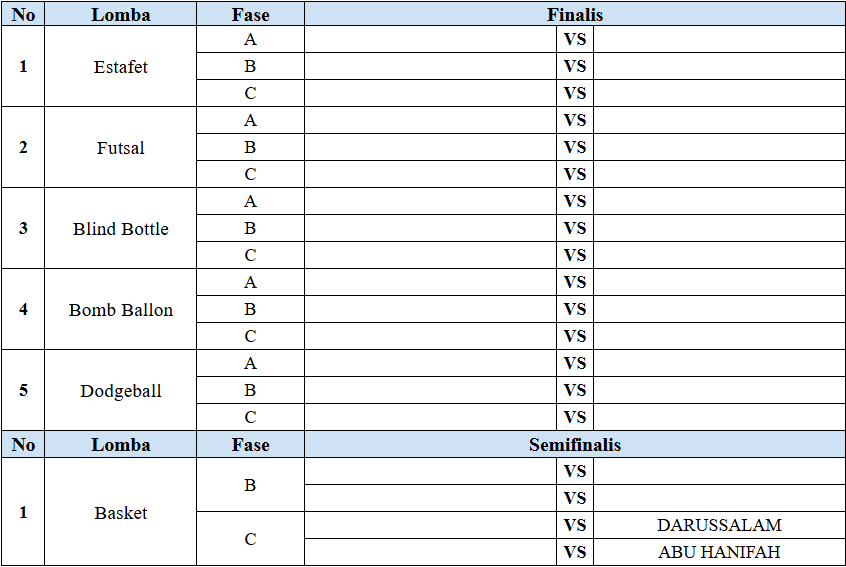 No Lomba Fase Finalis
1 Estafet A VS
B VS
C VS
2 Futsal A VS
B VS
C VS
3 Blind Bottle A VS
B VS
C VS
4 Bomb Ballon A VS
B VS
C VS
5 Dodgeball A VS
B VS
C VS
No Lomba Fase Semifinalis
1 Basket B VS
VS
C VS DARUSSALAM
VS ABU HANIFAH